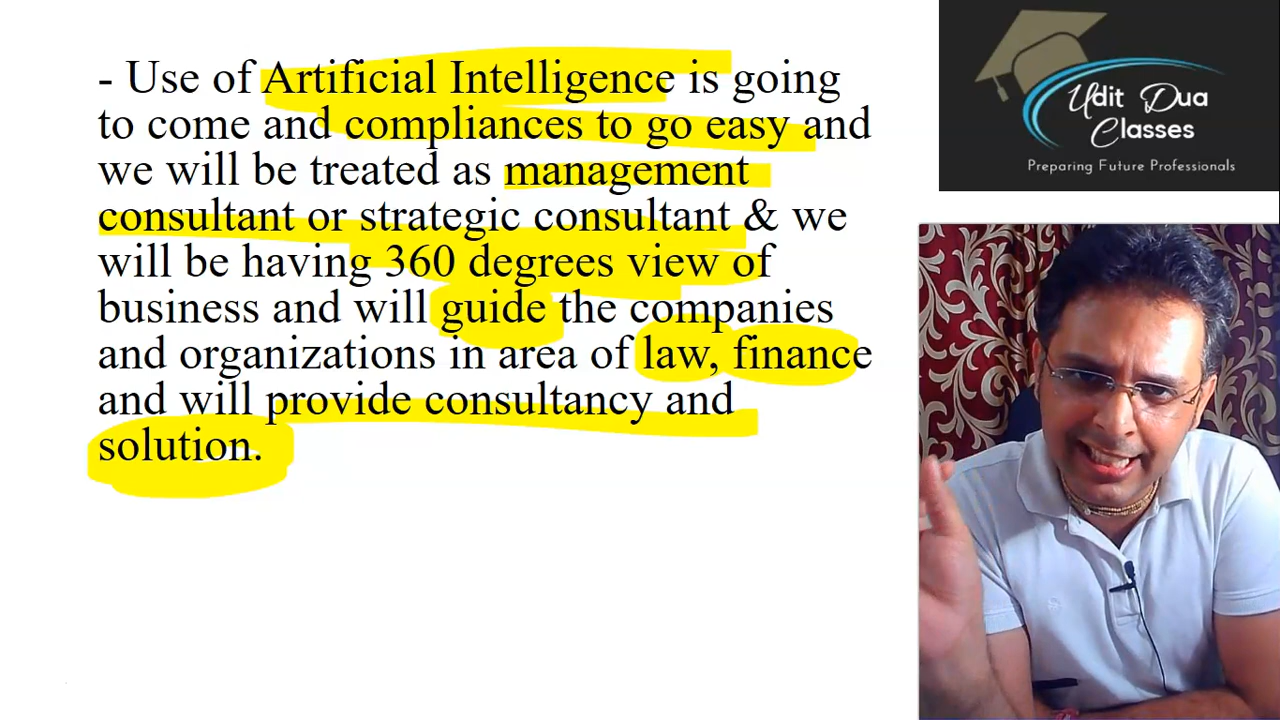 - Use of Artificial Intelligence is going
to come and compliances to go easy and
we will be treated as management
consultant or strategic consultant & we
will be having 360 degrees view of
business and will guide the companies
and organizations in area of law, finance
and will provide consultancy and
solution.
Udit Dua
Classes
Preparing Future Professionals